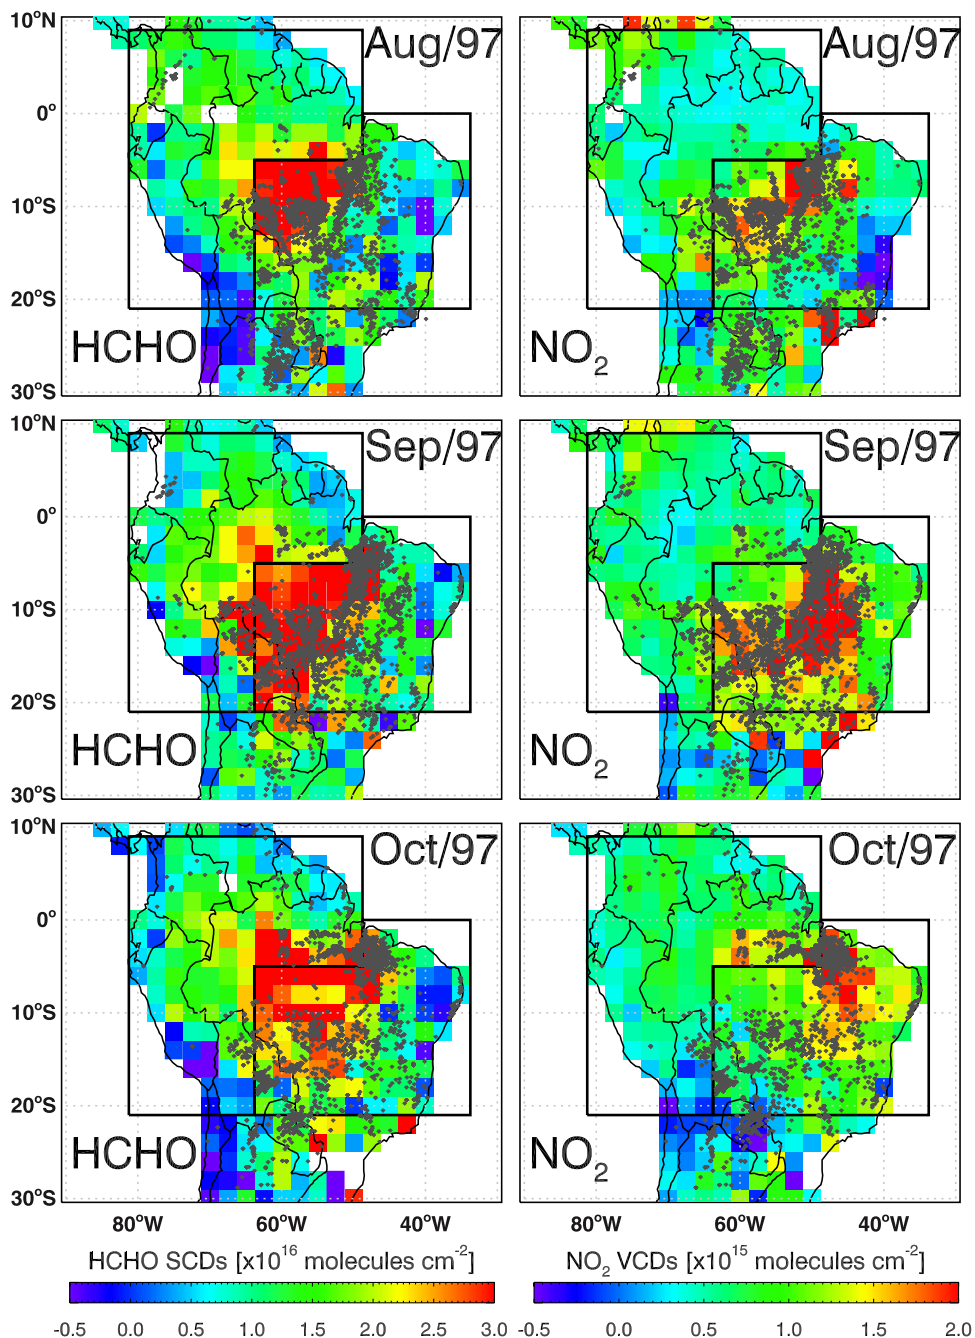 10°N
Aug/97
Aug/97
0°
10°S
20°S
HCHO
NO2
30°S
10°N
Sep/97
Sep/97
0°
10°S
20°S
HCHO
NO2
30°S
10°N
Oct/97
Oct/97
0°
10°S
20°S
HCHO
NO2
30°S
80°W 60°W 40°W 80°W 60°W 40°W
HCHO SCDs [x10^16 molecules cm^-2] NO2 VCDs [x10^15 molecules cm^-2]
-0.5 0.0 0.5 1.0 1.5 2.0 2.5 3.0 -0.5 0.0 0.5 1.0 1.5 2.0